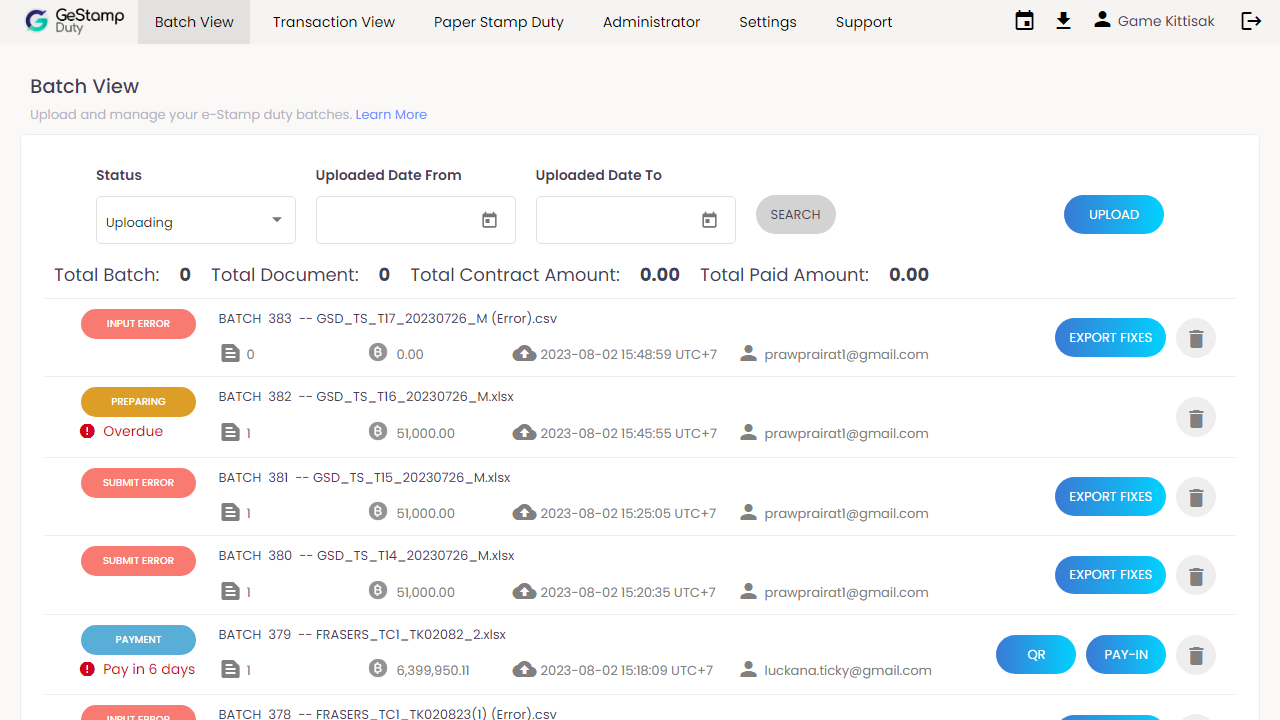 GeStamp
Duty
Batch View
Transaction View
Paper Stamp Duty
Administrator
Settings
Support
Game Kittisak
Batch View
Upload and manage your e-Stamp duty batches. Learn More
Status
Uploaded Date From
Uploaded Date To
Uploading
SEARCH
UPLOAD
Total Batch: 0 Total Document: 0 Total Contract Amount: 0.00 Total Paid Amount: 0.00
INPUT ERROR
BATCH 383 -- GSD_TS_T17_20230726_M (Error).csv
0 0.00 2023-08-02 15:48:59 UTC+7 prawprairat1@gmail.com
EXPORT FIXES
PREPARING
Overdue
BATCH 382 -- GSD_TS_T16_20230726_M.xlsx
1 51,000.00 2023-08-02 15:45:55 UTC+7 prawprairat1@gmail.com
SUBMIT ERROR
BATCH 381 -- GSD_TS_T15_20230726_M.xlsx
1 51,000.00 2023-08-02 15:25:05 UTC+7 prawprairat1@gmail.com
EXPORT FIXES
SUBMIT ERROR
BATCH 380 -- GSD_TS_T14_20230726_M.xlsx
1 51,000.00 2023-08-02 15:20:35 UTC+7 prawprairat1@gmail.com
EXPORT FIXES
PAYMENT
Pay in 6 days
BATCH 379 -- FRASERS_TC1_TK02082_2.xlsx
1 6,399,950.11 2023-08-02 15:18:09 UTC+7 luckana.ticky@gmail.com
QR
PAY-IN
INPUT ERROR
BATCH 378 -- FRASERS_TC1_TK020823(1) (Error).csv